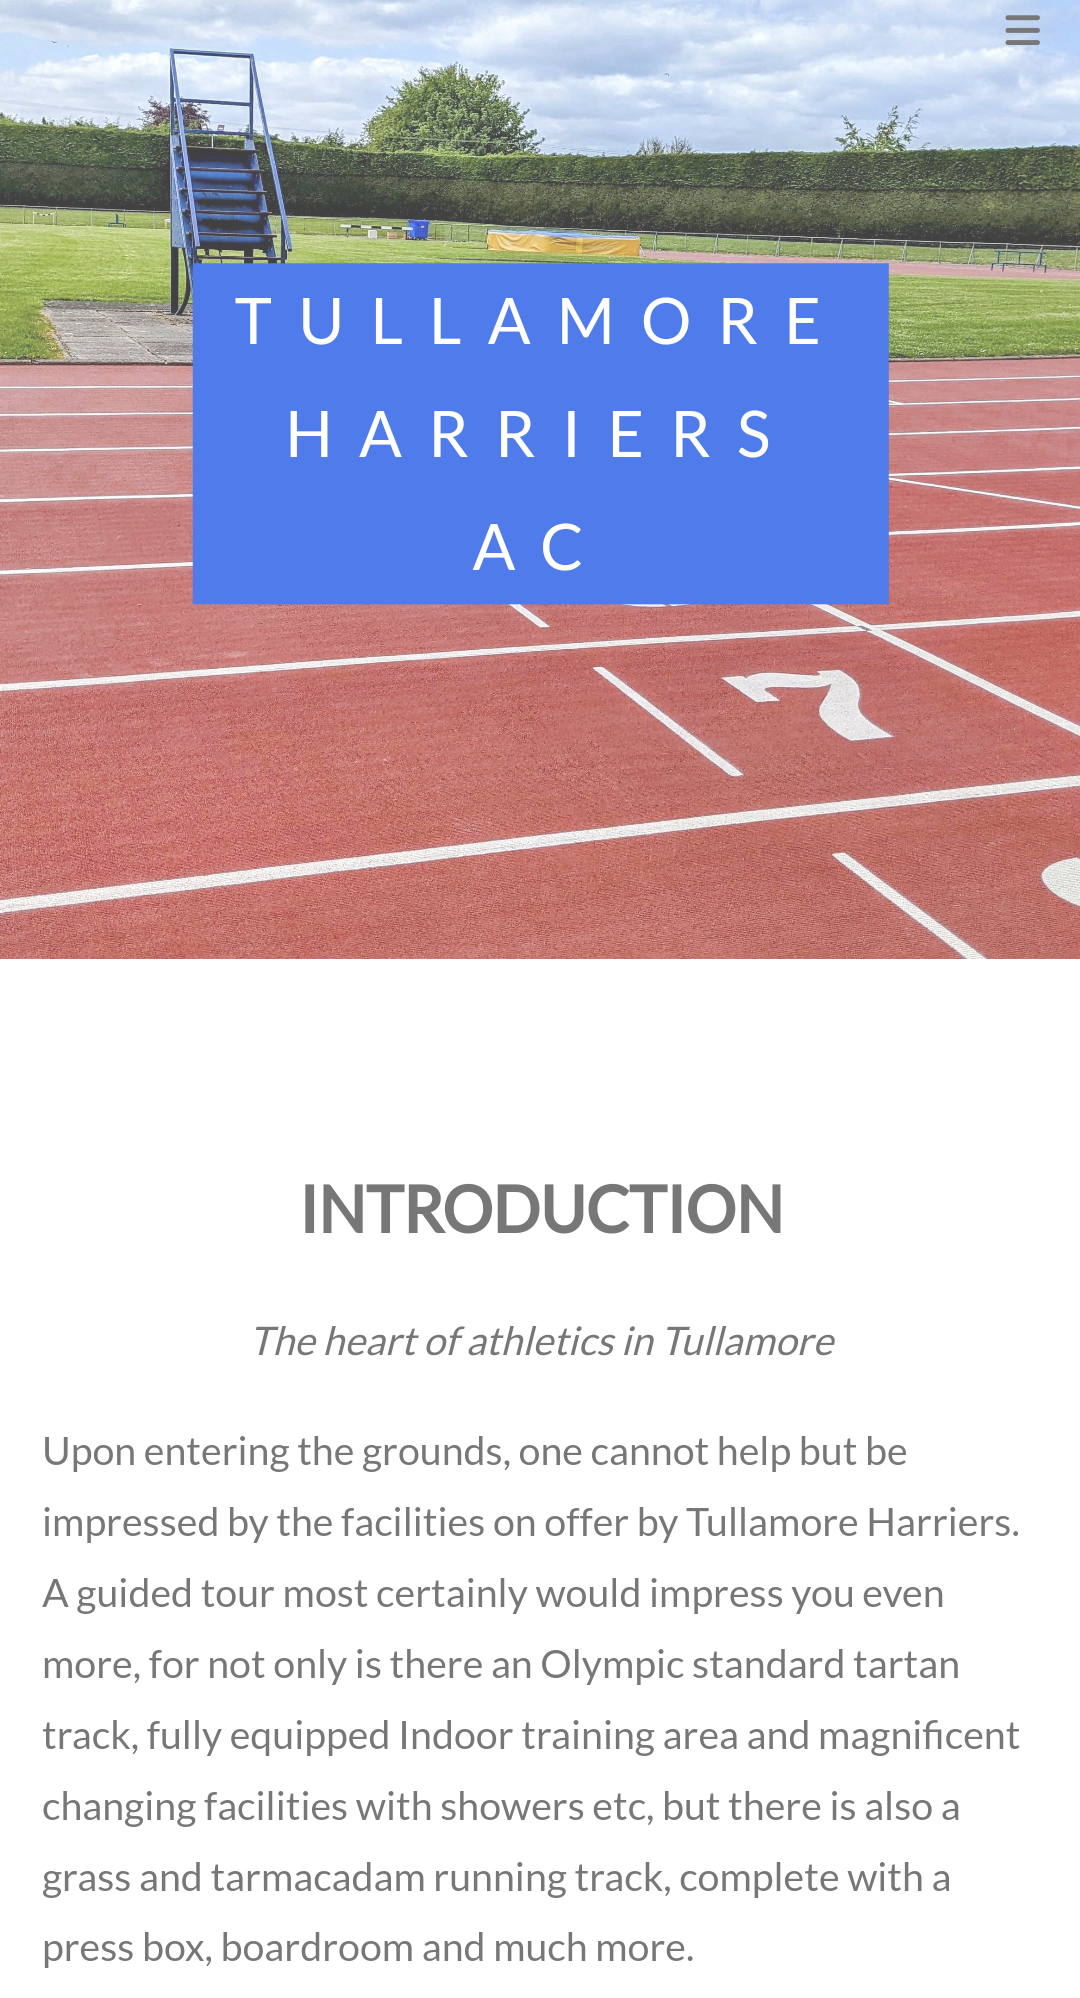 TULLAMORE
HARRIERS
AC
7
INTRODUCTION
The heart of athletics in Tullamore
Upon entering the grounds, one cannot help but be
impressed by the facilities on offer by Tullamore Harriers.
A guided tour most certainly would impress you even
more, for not only is there an Olympic standard tartan
track, fully equipped Indoor training area and magnificent
changing facilities with showers etc, but there is also a
grass and tarmacadam running track, complete with a
press box, boardroom and much more.